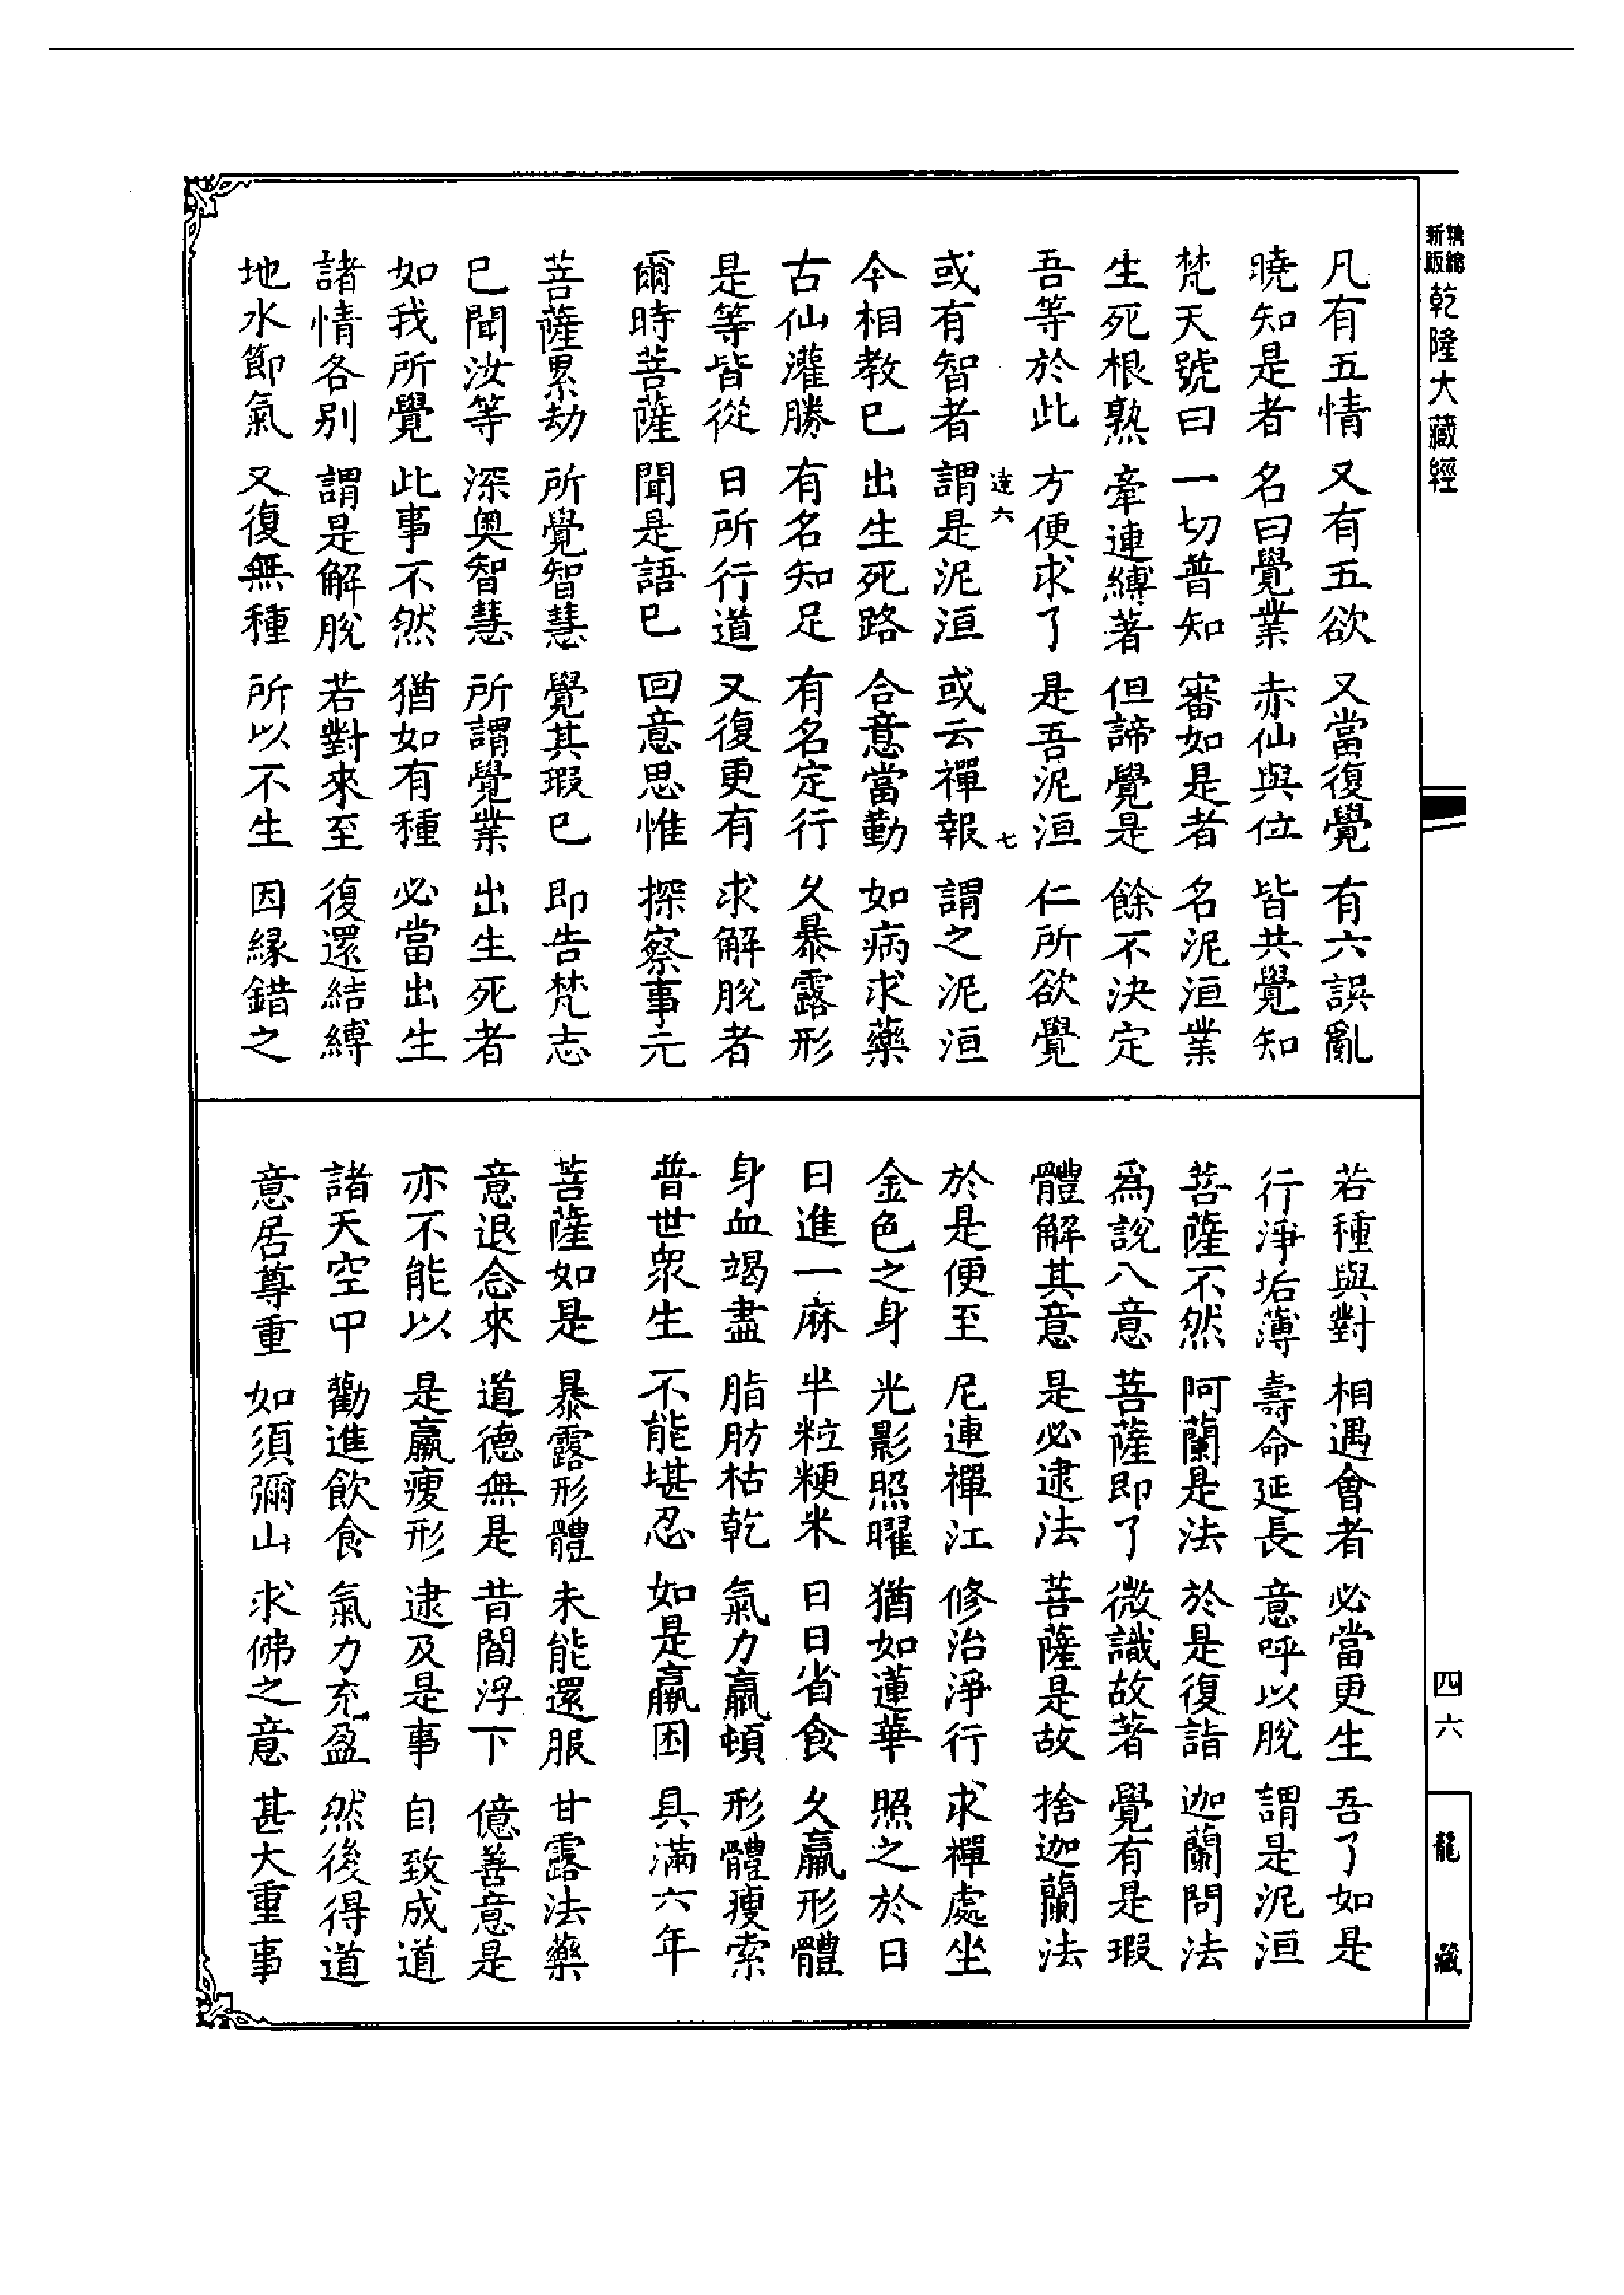 新編縮版乾隆大藏經
凡有五情 又有五欲 又當復覺 有六誤亂
曉知是者 名曰覺業 赤仙與位 皆共覺知
梵天號曰 一切普知 審如是者 名泥洹業
生死根熟 牽連縛著 但諦覺是 餘不決定
吾等於此 方便求了 是吾泥洹 仁所欲覺
達六 七
或有智者 謂是泥洹 或云禪報 謂之泥洹
今相教已 出生死路 合意當勤 如病求藥
古仙灌勝 有名知足 有名定行 久暴露形
是等皆從 日所行道 又復更有 求解脫者
爾時菩薩 聞是語已 回意思惟 探察事元
菩薩累劫 所覺智慧 覺其瑕已 即告梵志
已聞汝等 深奧智慧 所謂覺業 出生死者
如我所覺 此事不然 猶如有種 必當出生
諸情各別 謂是解脫 若對來至 復還結縛
地水節氣 又復無種 所以不生 因緣錯之
若種與對 相遇會者 必當更生 吾了如是
行淨垢薄 壽命延長 意呼以脫 謂是泥洹
菩薩不然 阿蘭是法 於是復詣 迦蘭問法
為說八意 菩薩即了 微識故著 覺有是瑕
體解其意 是必逮法 菩薩是故 捨迦蘭法
於是便至 尼連禪江 修治淨行 求禪處坐
金色之身 光影照曜 猶如蓮華 照之於日
日進一麻 半粒粳米 日日省食 久羸形體
身血竭盡 脂肪枯乾 氣力羸頓 形體瘦索
普世眾生 不能堪忍 如是羸困 具滿六年
菩薩如是 暴露形體 未能還服 甘露法藥
意退念來 道德無是 昔閻浮下 億善意是
亦不能以 是羸瘦形 逮及是事 自致成道
諸天空中 勸進飲食 氣力充盈 然後得道
意居尊重 如須彌山 求佛之意 甚大重事
四六
龍藏